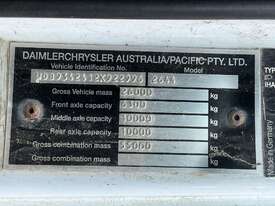 DAIMLERCHRYSLER AUSTRALIA/PACIFIC PTY. LTD.
Vehicle Identification No. Model
2644
Gross Vehicle mass 26000 kg
Front axle capacity kg
Middle axle capacity 10000 kg
Rear axle capacity 10000 kg
Gross combination mass kg
Gross combination mass kg
TYP
Made in Germany